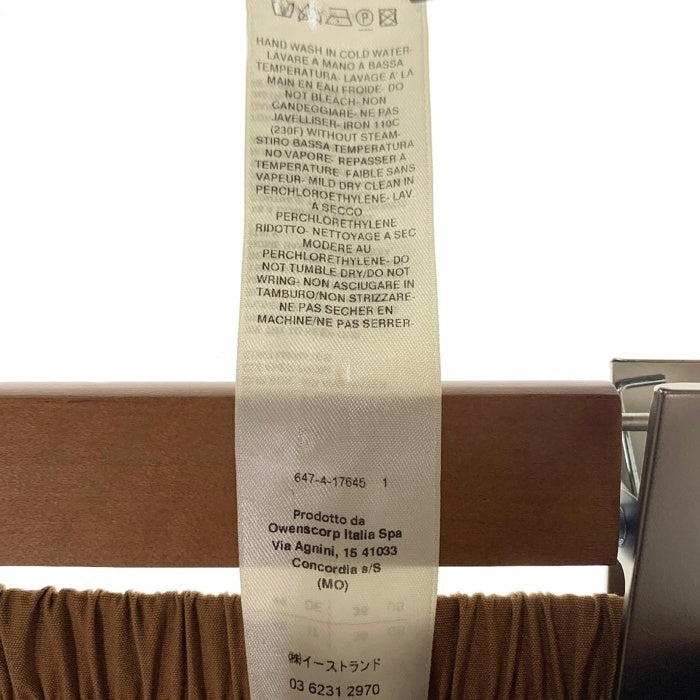 HAND WASH IN COLD WATER-
LAVARE A MANO A BASSA
TEMPERATURA- LAVAGE A' LA
MAIN EN EAU FROIDE- DO
NOT BLEACH- NON
CANDEGGIARE- NE PAS
JAVELLISER- IRON 110C
(230F) WITHOUT STEAM-
STIRO BASSA TEMPERATURA
NO VAPORE- REPASSER A
TEMPERATURE FAIBLE SANS
VAPEUR- MILD DRY CLEAN IN
PERCHLOROETHYLENE- LAV
A SECCO
PERCHLORETHYLENE
RIDOTTO- NETTOYAGE A SEC
MODERE AU
PERCHLORETHYLENE- DO
NOT TUMBLE DRY/DO NOT
WRING- NON ASCIUGARE IN
TAMBURO/NON STRIZZARE-
NE PAS SECHER EN
MACHINE/NE PAS SERRER-
647-4-17645 1
Prodotto da
Owenscorp Italia Spa
Via Agnini, 15 41033
Concordia s/S
(MO)
㈱イーストランド
03 6231 2970